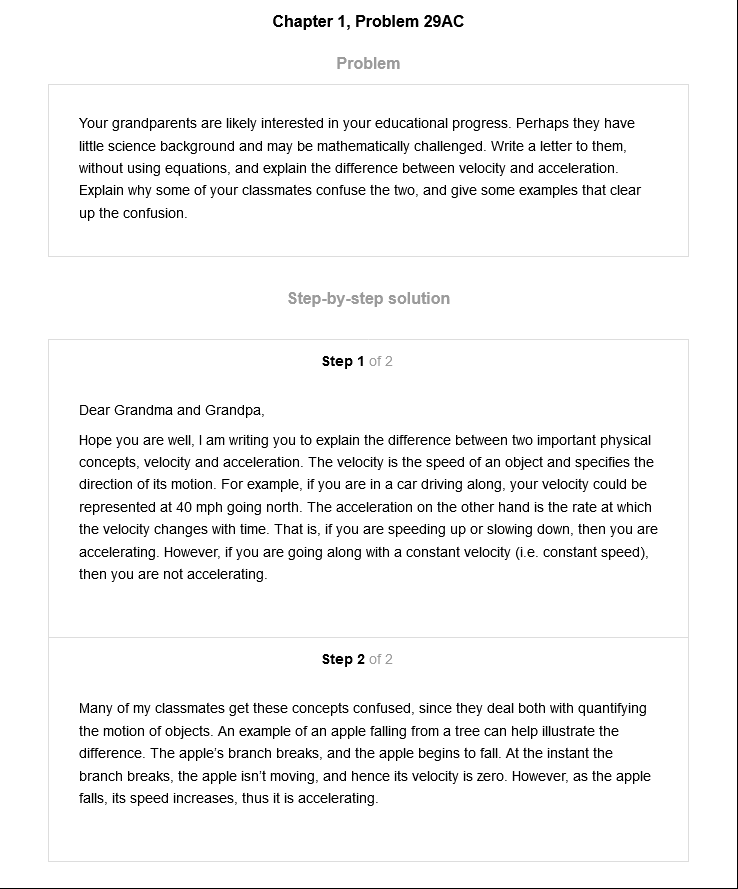 Chapter 1, Problem 29AC
Problem
Your grandparents are likely interested in your educational progress. Perhaps they have
little science background and may be mathematically challenged. Write a letter to them,
without using equations, and explain the difference between velocity and acceleration.
Explain why some of your classmates confuse the two, and give some examples that clear
up the confusion.
Step-by-step solution
Step 1 of 2
Dear Grandma and Grandpa,
Hope you are well, I am writing you to explain the difference between two important physical
concepts, velocity and acceleration. The velocity is the speed of an object and specifies the
direction of its motion. For example, if you are in a car driving along, your velocity could be
represented at 40 mph going north. The acceleration on the other hand is the rate at which
the velocity changes with time. That is, if you are speeding up or slowing down, then you are
accelerating. However, if you are going along with a constant velocity (i.e. constant speed),
then you are not accelerating.
Step 2 of 2
Many of my classmates get these concepts confused, since they deal both with quantifying
the motion of objects. An example of an apple falling from a tree can help illustrate the
difference. The apple's branch breaks, and the apple begins to fall. At the instant the
branch breaks, the apple isn't moving, and hence its velocity is zero. However, as the apple
falls, its speed increases, thus it is accelerating.